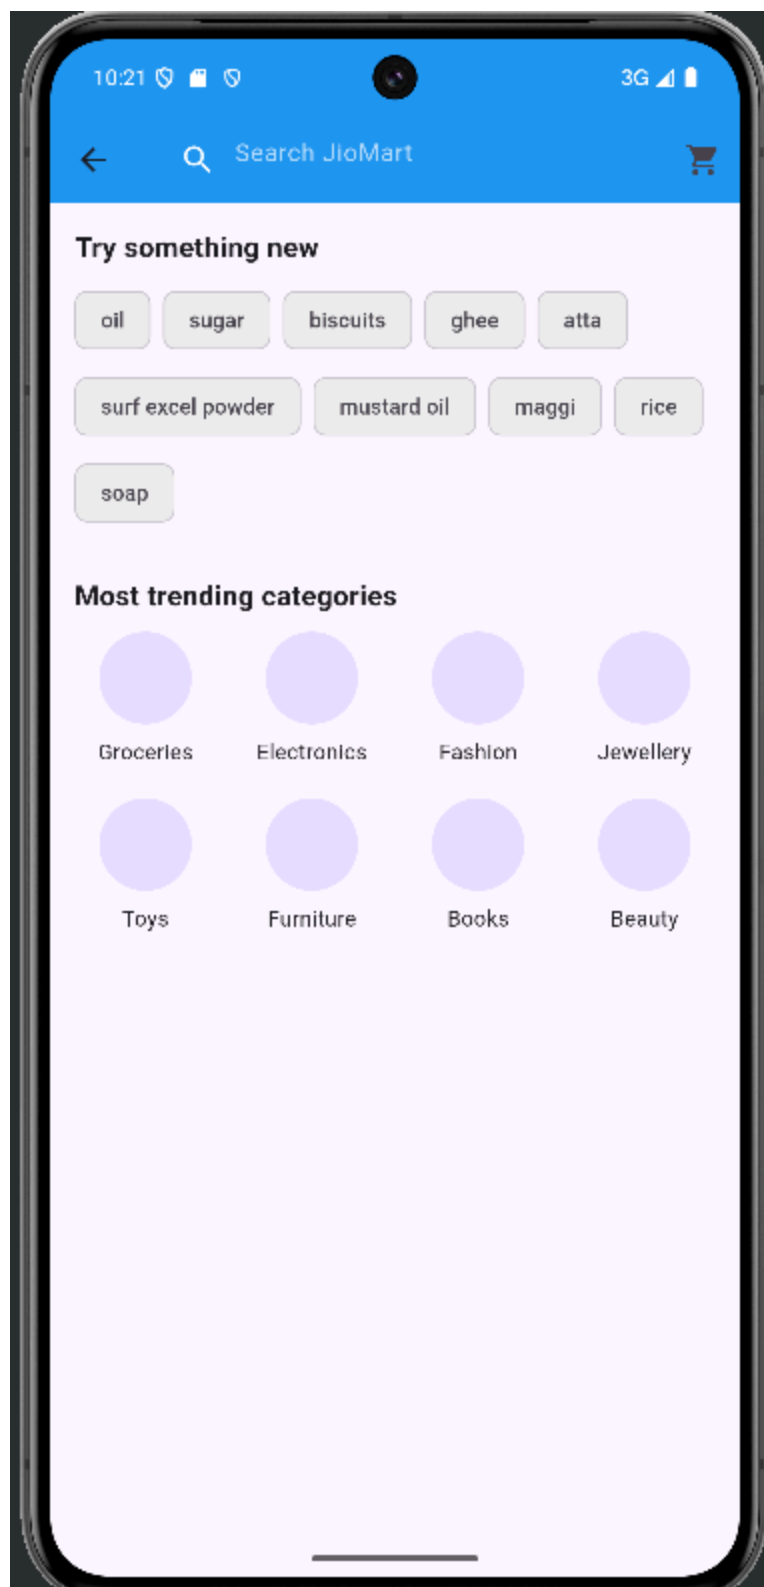 10:21 3G
Search JioMart
Try something new
oil sugar biscuits ghee atta
surf excel powder mustard oil maggi rice
soap
Most trending categories
Groceries Electronics Fashion Jewellery
Toys Furniture Books Beauty